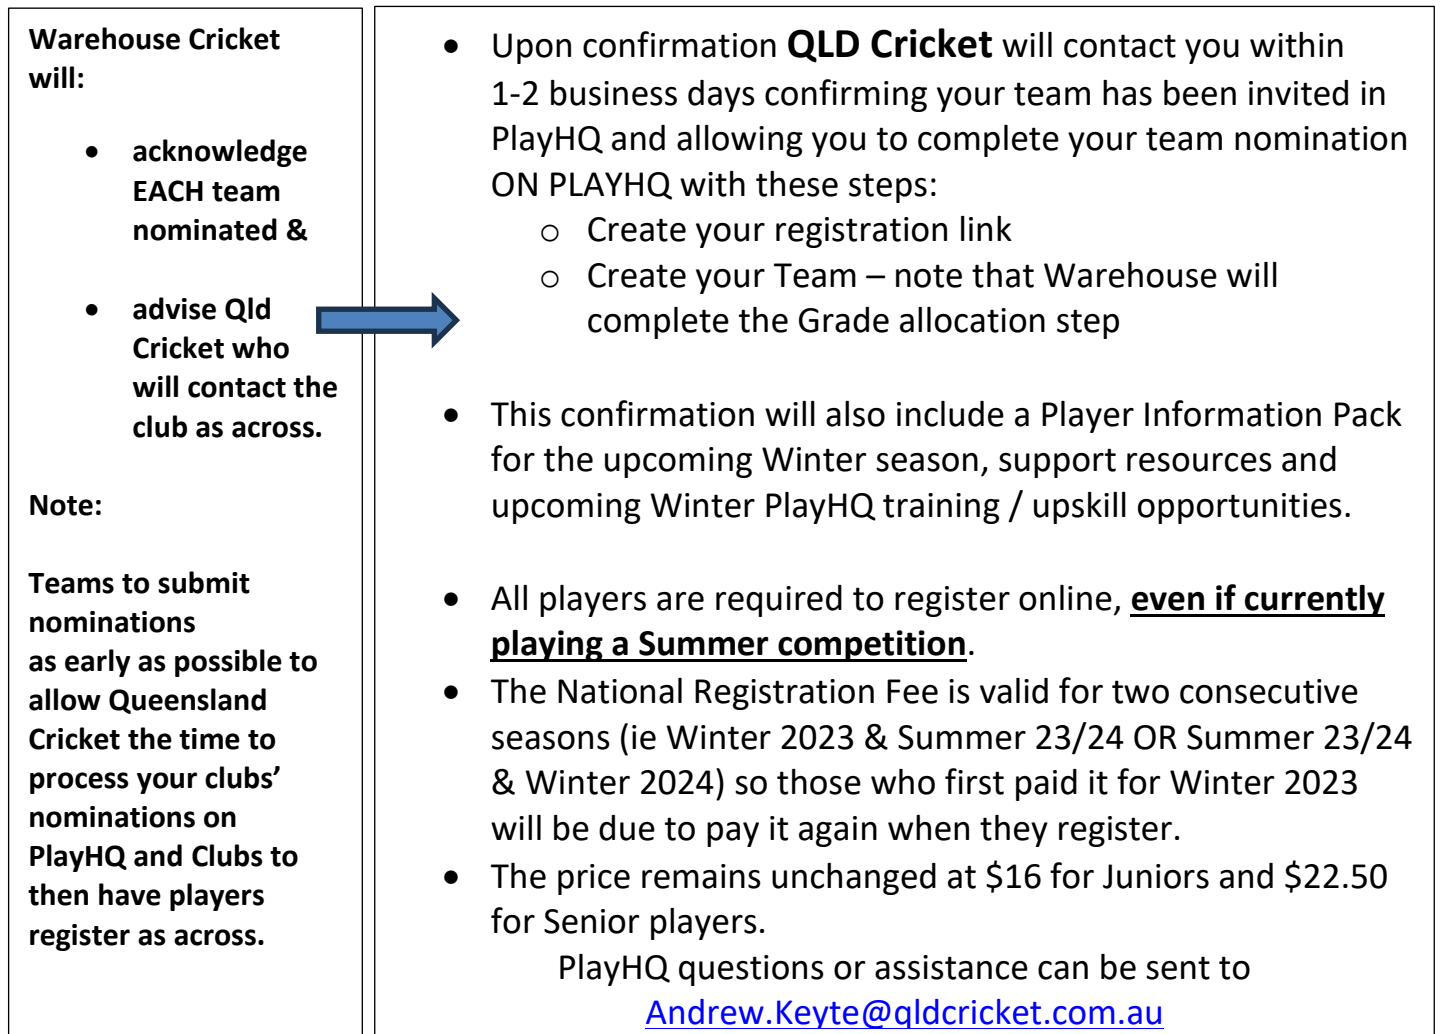 Warehouse Cricket
will:
• acknowledge
EACH team
nominated &
• advise Qld
Cricket who
will contact the
club as across.
Note:
Teams to submit
nominations
as early as possible to
allow Queensland
Cricket the time to
process your clubs’
nominations on
PlayHQ and Clubs to
then have players
register as across.
• Upon confirmation QLD Cricket will contact you within
1-2 business days confirming your team has been invited in
PlayHQ and allowing you to complete your team nomination
ON PLAYHQ with these steps:
o Create your registration link
o Create your Team – note that Warehouse will
complete the Grade allocation step
• This confirmation will also include a Player Information Pack
for the upcoming Winter season, support resources and
upcoming Winter PlayHQ training / upskill opportunities.
• All players are required to register online, even if currently
playing a Summer competition.
• The National Registration Fee is valid for two consecutive
seasons (ie Winter 2023 & Summer 23/24 OR Summer 23/24
& Winter 2024) so those who first paid it for Winter 2023
will be due to pay it again when they register.
• The price remains unchanged at $16 for Juniors and $22.50
for Senior players.
PlayHQ questions or assistance can be sent to
Andrew.Keyte@qldcricket.com.au